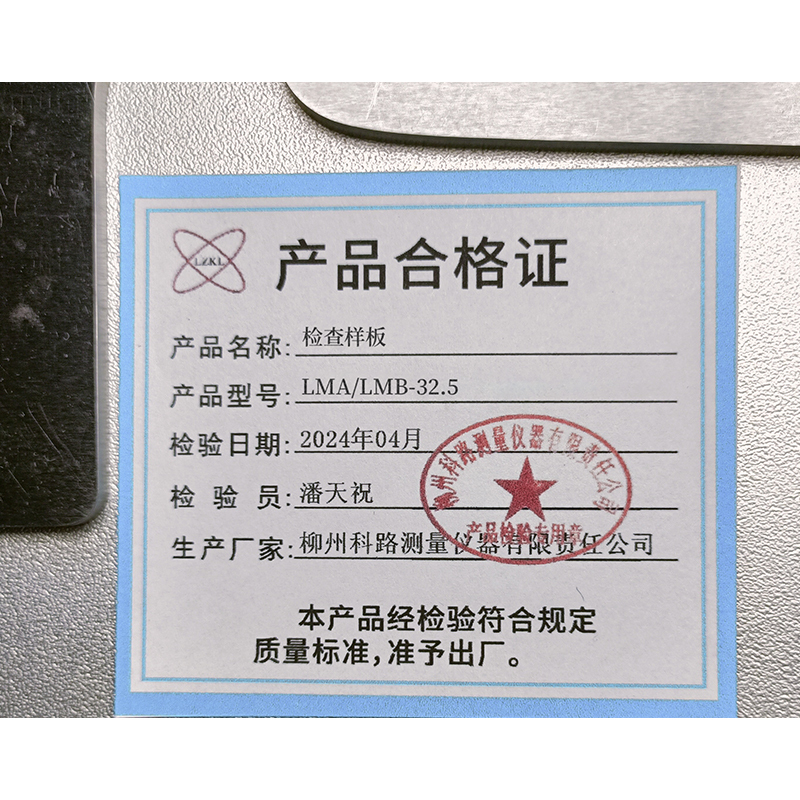 LZKL
产品合格证
产品名称: 检查样板
产品型号: LMA/LMB-32.5
检验日期: 2024年04月
检 验 员: 潘天祝
生产厂家: 柳州科路测量仪器有限责任公司
柳州科路测量仪器有限责任公司
产品检验专用章
本产品经检验符合规定
质量标准,准予出厂。